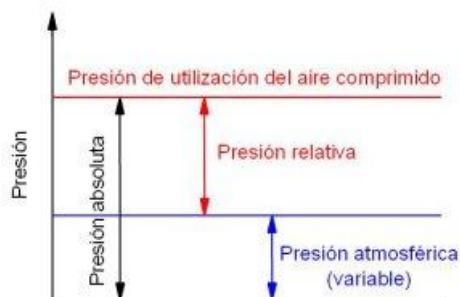 Presión de utilización del aire comprimido
Presión
Presión absoluta
Presión relativa
Presión atmosférica
(variable)